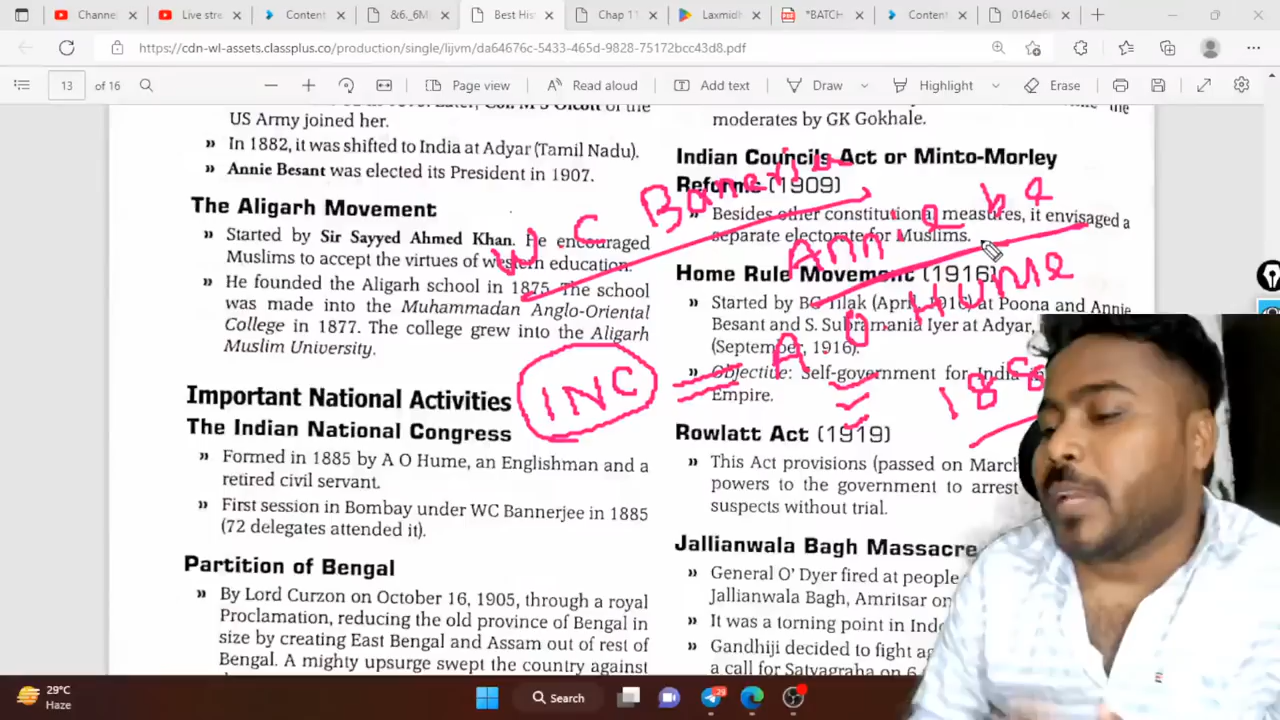 Channel
Live stre
Content
&6._6M
Best His
Chap 11
Laxmidh
*BATCH
Content
0164e6
https://cdn-wl-assets.classplus.co/production/single/lijvm/da64676c-5433-465d-9828-75172bcc43d8.pdf
13 of 16
Page view
Read aloud
Add text
Draw
Highlight
Erase
US Army joined her.
» In 1882, it was shifted to India at Adyar (Tamil Nadu).
» Annie Besant was elected its President in 1907.
The Aligarh Movement
» Started by Sir Sayyed Ahmed Khan. He encouraged
Muslims to accept the virtues of western education.
» He founded the Aligarh school in 1875. The school
was made into the Muhammadan Anglo-Oriental
College in 1877. The college grew into the Aligarh
Muslim University.
Important National Activities
The Indian National Congress
» Formed in 1885 by A O Hume, an Englishman and a
retired civil servant.
» First session in Bombay under WC Bannerjee in 1885
(72 delegates attended it).
Partition of Bengal
» By Lord Curzon on October 16, 1905, through a royal
Proclamation, reducing the old province of Bengal in
size by creating East Bengal and Assam out of rest of
Bengal. A mighty upsurge swept the country against
the
moderates by GK Gokhale.
Indian Councils Act or Minto-Morley
Reforms (1909)
» Besides other constitutional measures, it envisaged a
separate electorate for Muslims.
Home Rule Movement (1916)
» Started by BG Tilak (April, 1916) at Poona and Annie
Besant and S. Subramania Iyer at Adyar,
(September, 1916).
» Objective: Self-government for India
Empire.
Rowlatt Act (1919)
» This Act provisions (passed on March
powers to the government to arrest
suspects without trial.
Jallianwala Bagh Massacre
» General O' Dyer fired at people
Jallianwala Bagh, Amritsar on
» It was a torning point in
» Gandhiji decided to fight
a call for Satyagraha on 6
W.C Banerjee
Annie be
INC
A.O.Hume
188
29°C
Haze
Search